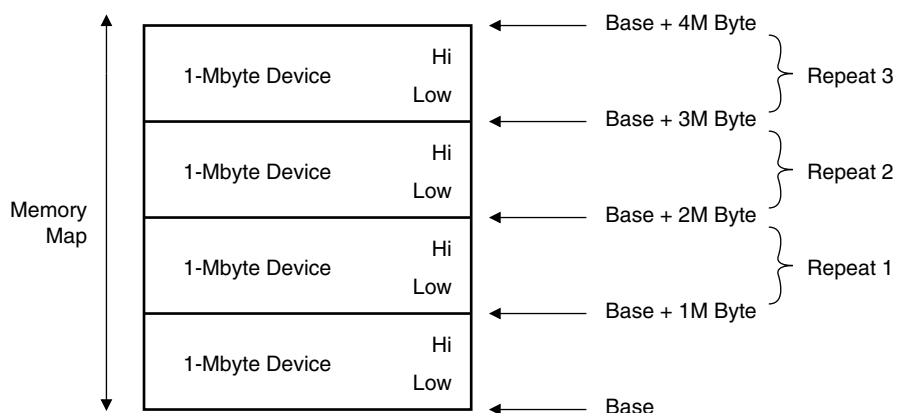 Base + 4M Byte
Hi
1-Mbyte Device
Repeat 3
Low
Base + 3M Byte
Hi
1-Mbyte Device
Repeat 2
Low
Memory
Map
Base + 2M Byte
Hi
1-Mbyte Device
Repeat 1
Low
Base + 1M Byte
Hi
1-Mbyte Device
Low
Base